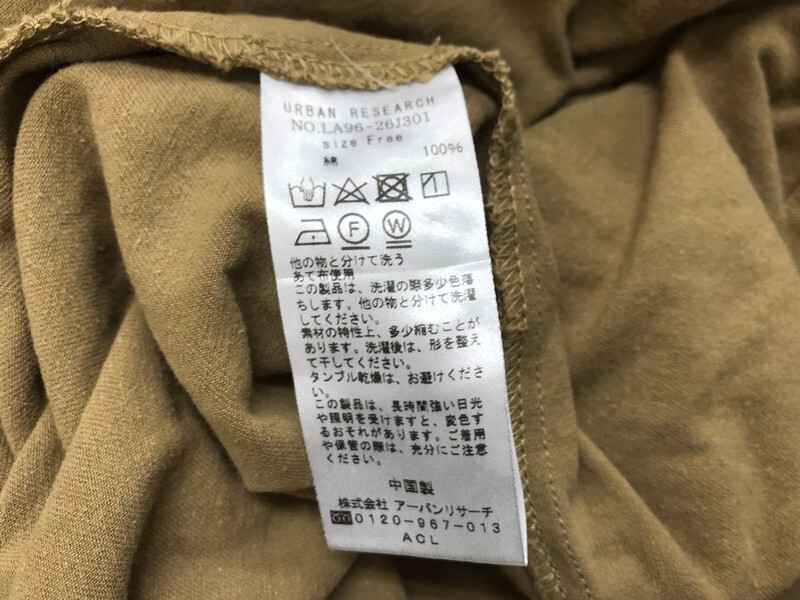 URBAN RESEARCH
NO.LA96-26J301
size Free
綿 100%
F W
他の物と分けて洗う
あて布使用
この製品は、洗濯の際多少色落
ちします。他の物と分けて洗濯
してください。
素材の特性上、多少縮むことが
あります。洗濯後は、形を整え
て干してください。
タンブル乾燥は、お避けくださ
い。
この製品は、長時間強い日光
や照明を受けますと、変色す
るおそれがあります。ご着用
や保管の際は、充分にご注意
ください。
中国製
株式会社 アーバンリサーチ
0120-967-013
ACL